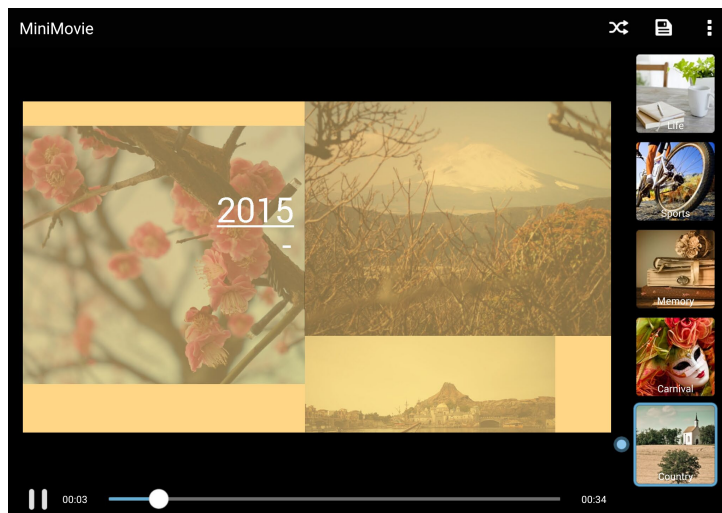 MiniMovie
2015
-
Life
Sports
Memory
Carnival
Country
00:03
00:34